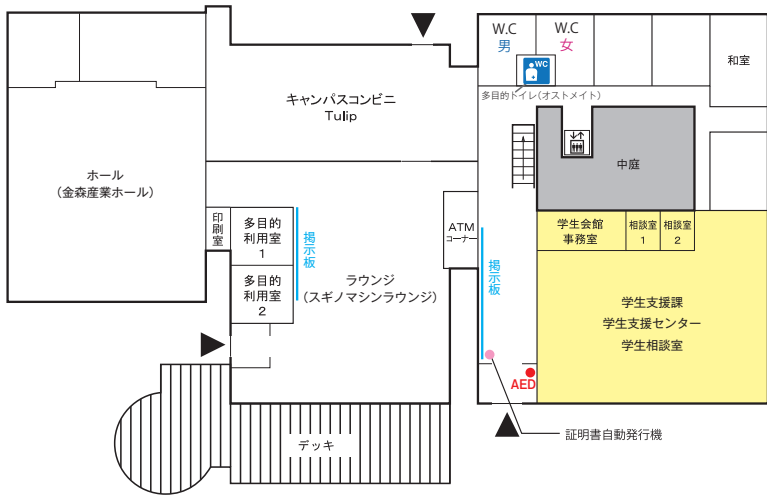 W.C
男
W.C
女
WC
多目的トイレ(オストメイト)
和室
キャンパスコンビニ
Tulip
中庭
ホール
（金森産業ホール）
印刷室
多目的
利用室
1
掲示板
ATM
コーナー
学生会館
事務室
相談室
1
相談室
2
多目的
利用室
2
ラウンジ
（スギノマシンラウンジ）
掲示板
学生支援課
学生支援センター
学生相談室
AED
デッキ
証明書自動発行機